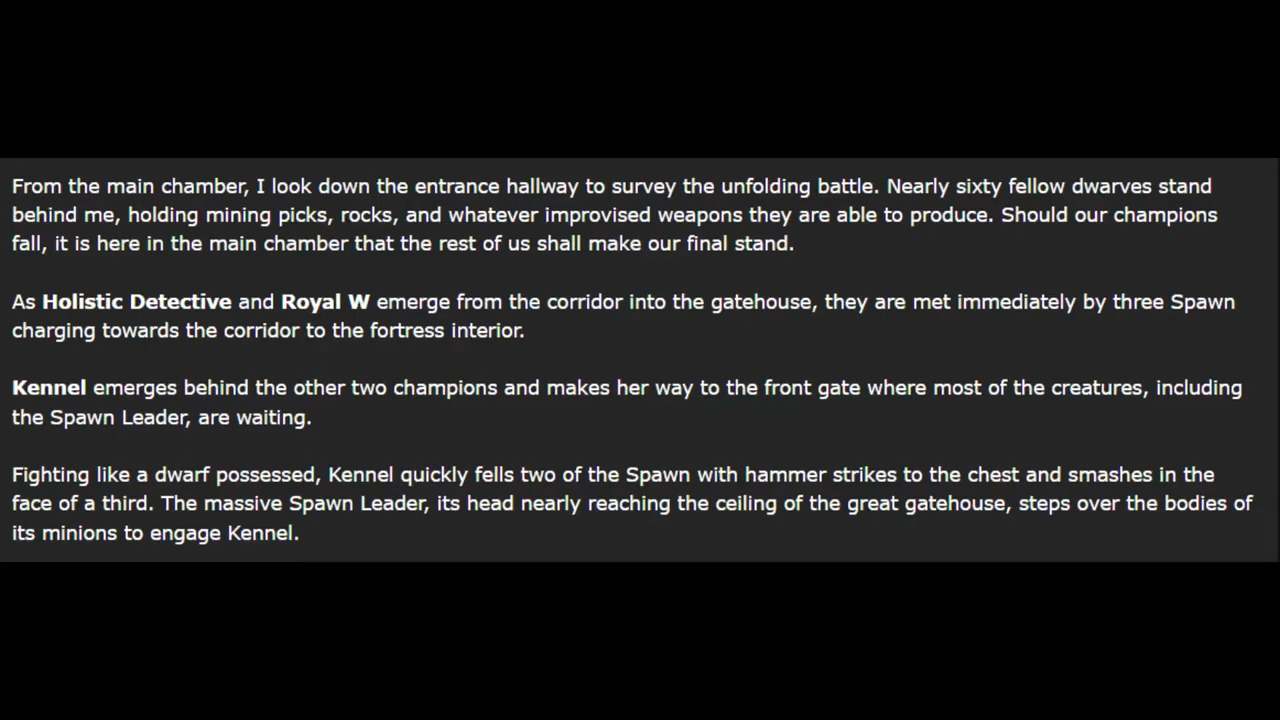 From the main chamber, I look down the entrance hallway to survey the unfolding battle. Nearly sixty fellow dwarves stand
behind me, holding mining picks, rocks, and whatever improvised weapons they are able to produce. Should our champions
fall, it is here in the main chamber that the rest of us shall make our final stand.
As Holistic Detective and Royal W emerge from the corridor into the gatehouse, they are met immediately by three Spawn
charging towards the corridor to the fortress interior.
Kennel emerges behind the other two champions and makes her way to the front gate where most of the creatures, including
the Spawn Leader, are waiting.
Fighting like a dwarf possessed, Kennel quickly fells two of the Spawn with hammer strikes to the chest and smashes in the
face of a third. The massive Spawn Leader, its head nearly reaching the ceiling of the great gatehouse, steps over the bodies of
its minions to engage Kennel.